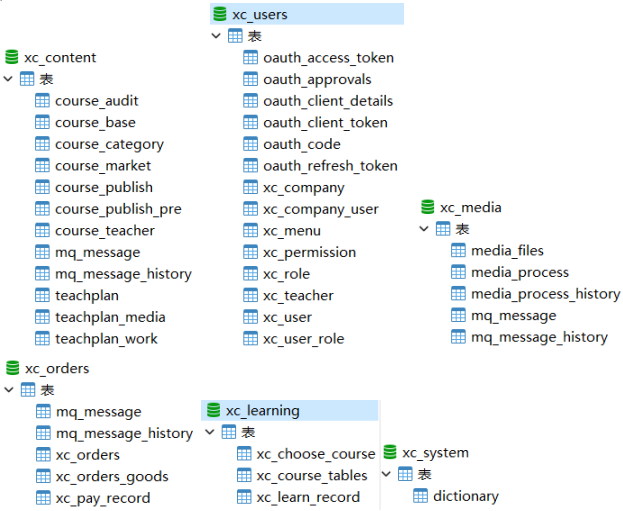 xc_content
表
course_audit
course_base
course_category
course_market
course_publish
course_publish_pre
course_teacher
mq_message
mq_message_history
teachplan
teachplan_media
teachplan_work
xc_users
表
oauth_access_token
oauth_approvals
oauth_client_details
oauth_client_token
oauth_code
oauth_refresh_token
xc_company
xc_company_user
xc_menu
xc_permission
xc_role
xc_teacher
xc_user
xc_user_role
xc_media
表
media_files
media_process
media_process_history
mq_message
mq_message_history
xc_orders
表
mq_message
mq_message_history
xc_orders
xc_orders_goods
xc_pay_record
xc_learning
表
xc_choose_course
xc_course_tables
xc_learn_record
xc_system
表
dictionary